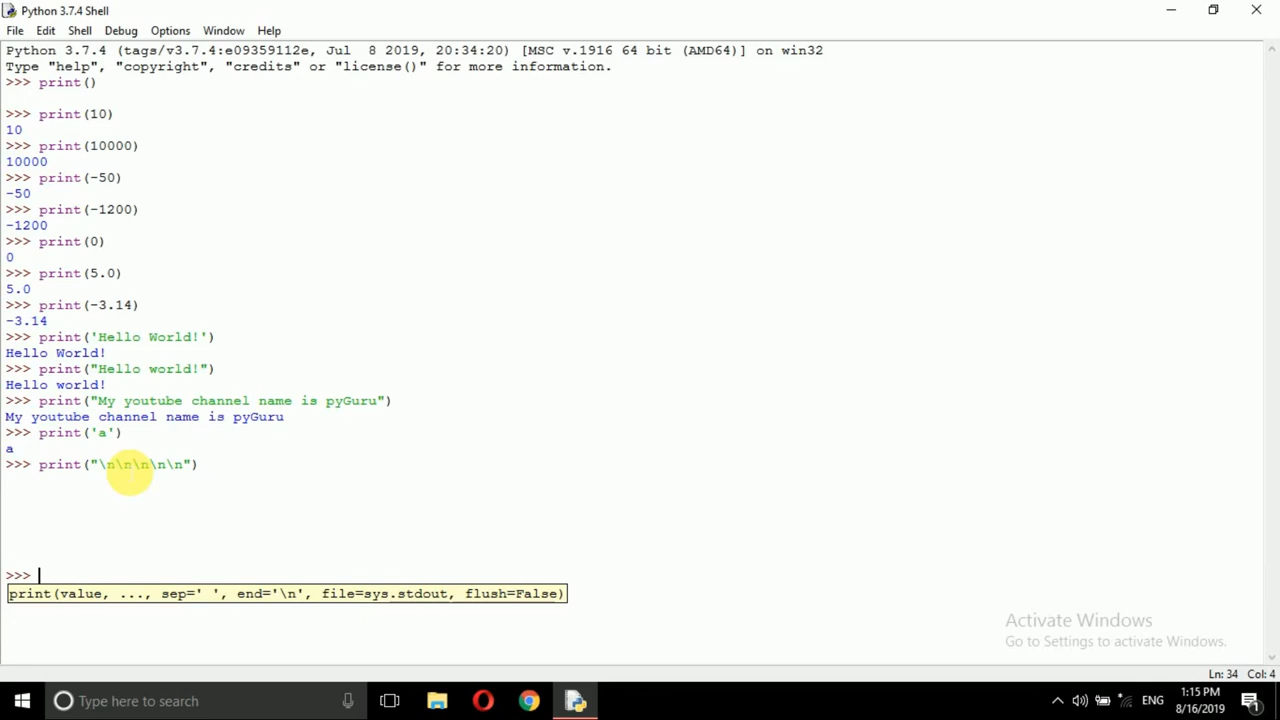 Python 3.7.4 Shell
File Edit Shell Debug Options Window Help
Python 3.7.4 (tags/v3.7.4:e09359112e, Jul  8 2019, 20:34:20) [MSC v.1916 64 bit (AMD64)] on win32
Type "help", "copyright", "credits" or "license()" for more information.
>>> print()
>>> print(10)
10
>>> print(10000)
10000
>>> print(-50)
-50
>>> print(-1200)
-1200
>>> print(0)
0
>>> print(5.0)
5.0
>>> print(-3.14)
-3.14
>>> print('Hello World!')
Hello World!
>>> print("Hello world!")
Hello world!
>>> print("My youtube channel name is pyGuru")
My youtube channel name is pyGuru
>>> print('a')
a
>>> print("\n\n\n\n\n")
>>>
print(value, ..., sep=' ', end='\n', file=sys.stdout, flush=False)
Activate Windows
Go to Settings to activate Windows.
Ln: 34 Col: 4
Type here to search
ENG
1:15 PM
8/16/2019
1